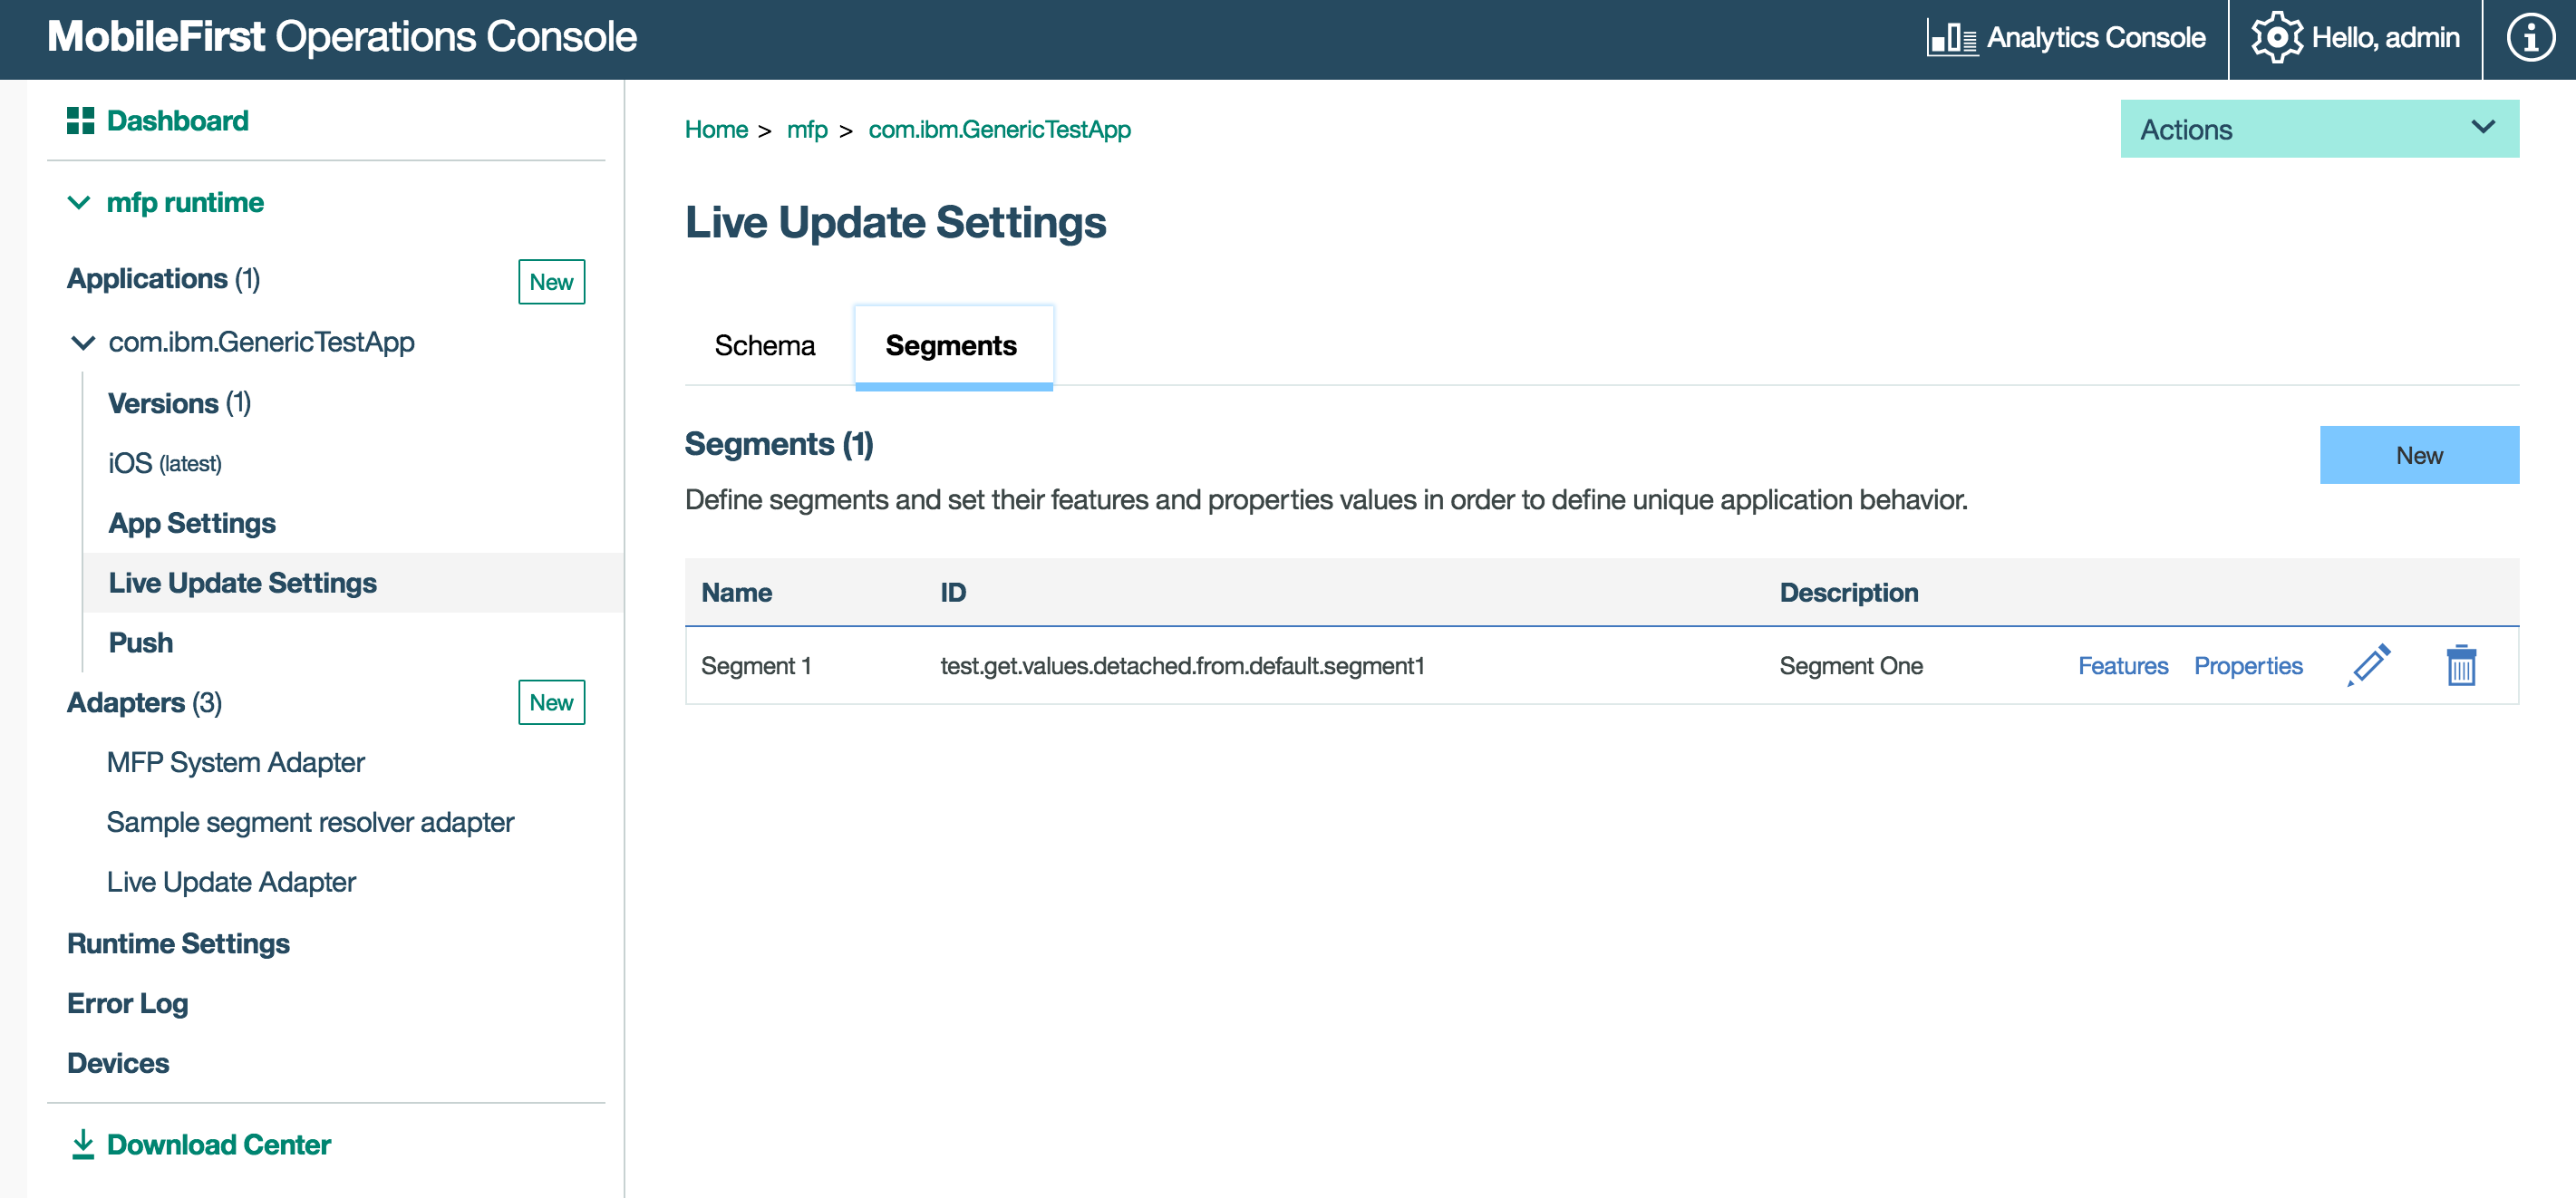 MobileFirst Operations Console
Analytics Console
Hello, admin
Dashboard
mfp runtime
Applications (1)
New
com.ibm.GenericTestApp
Versions (1)
iOS (latest)
App Settings
Live Update Settings
Push
Adapters (3)
New
MFP System Adapter
Sample segment resolver adapter
Live Update Adapter
Runtime Settings
Error Log
Devices
Download Center
Home > mfp > com.ibm.GenericTestApp
Actions
Live Update Settings
Schema
Segments
Segments (1)
New
Define segments and set their features and properties values in order to define unique application behavior.
Name ID Description
Segment 1 test.get.values.detached.from.default.segment1 Segment One Features Properties